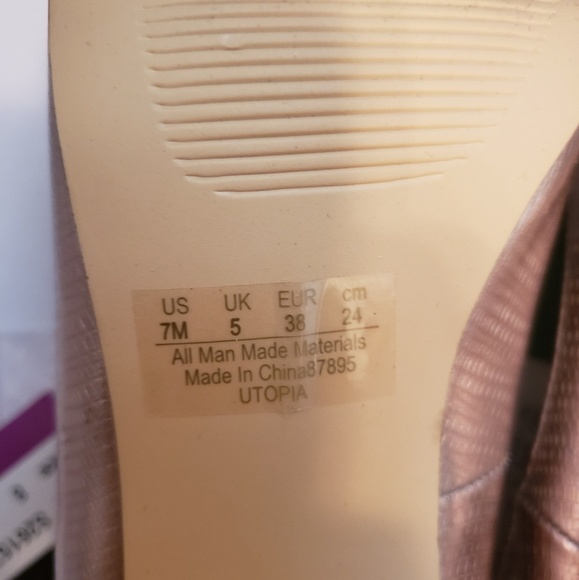 US UK EUR cm
7M 5 38 24
All Man Made Materials
Made In China87895
UTOPIA